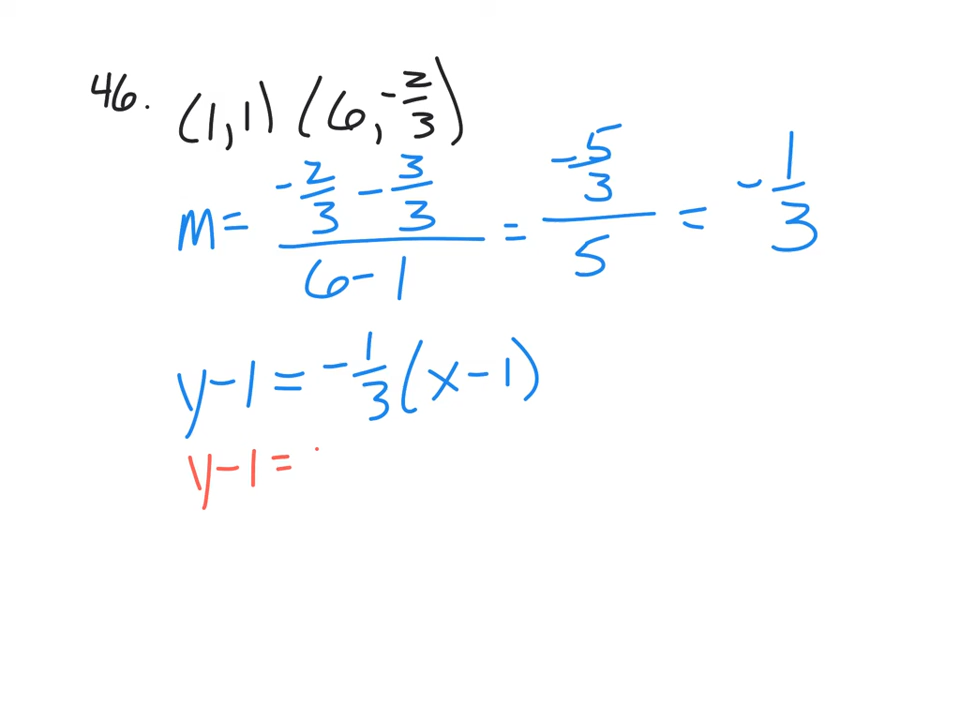 46. (1,1) (6,-2/3)
m = (-2/3 - 3/3)/(6-1) = (-5/3)/5 = -1/3
y-1 = -1/3(x-1)
y-1 =